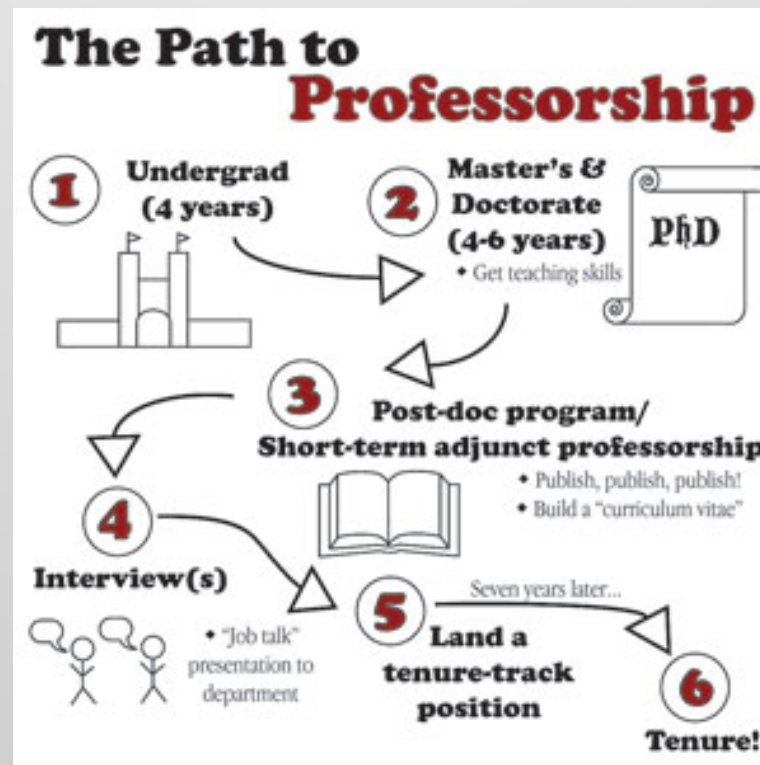 The Path to
Professorship
1
Undergrad
(4 years)
2
Master's &
Doctorate
(4-6 years)
◆ Get teaching skills
PhD
3
Post-doc program/
Short-term adjunct professorship
◆ Publish, publish, publish!
◆ Build a "curriculum vitae"
4
Interview(s)
◆ "Job talk"
presentation to
department
5
Land a
tenure-track
position
Seven years later...
6
Tenure!